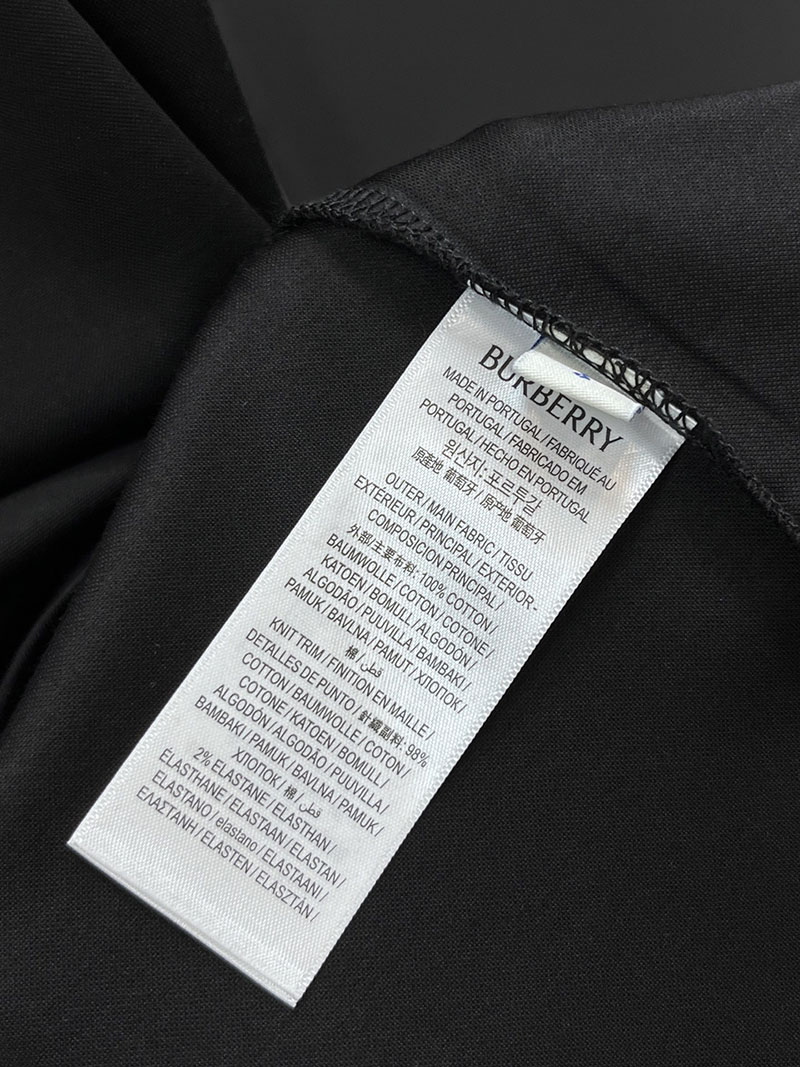 BURBERRY
MADE IN PORTUGAL / FABRIQUÉ AU
PORTUGAL / FABRICADO EM
PORTUGAL / HECHO EN PORTUGAL
원산지: 포르투갈
原產地 葡萄牙 / 原产地 葡萄牙
OUTER / MAIN FABRIC / TISSU
EXTERIEUR / PRINCIPAL / EXTERIOR -
COMPOSICION PRINCIPAL /
外部主要布料: 100% COTTON /
BAUMWOLLE / COTON / COTONE /
KATOEN / BOMULL / ALGODÓN /
ALGODÃO / PUUVILLA / BAMBAKI /
PAMUK / BAVLNA / PAMUT / ХЛОПОК /
棉 / قطن
KNIT TRIM / FINITION EN MAILLE /
DETALLES DE PUNTO / 針織副料: 98%
COTTON / BAUMWOLLE / COTON /
COTONE / KATOEN / BOMULL /
ALGODÓN / ALGODÃO / PUUVILLA /
BAMBAKI / PAMUK / BAVLNA / PAMUK /
ХЛОПОК / 棉 / قطن
2% ELASTANE / ELASTHAN /
ÉLASTHANE / ELASTAAN / ELASTAN /
ELASTANO / elastano / ELASTAANI /
ΕΛΑΣΤΑΝΗ / ELASTEN / ELASZTÁN /